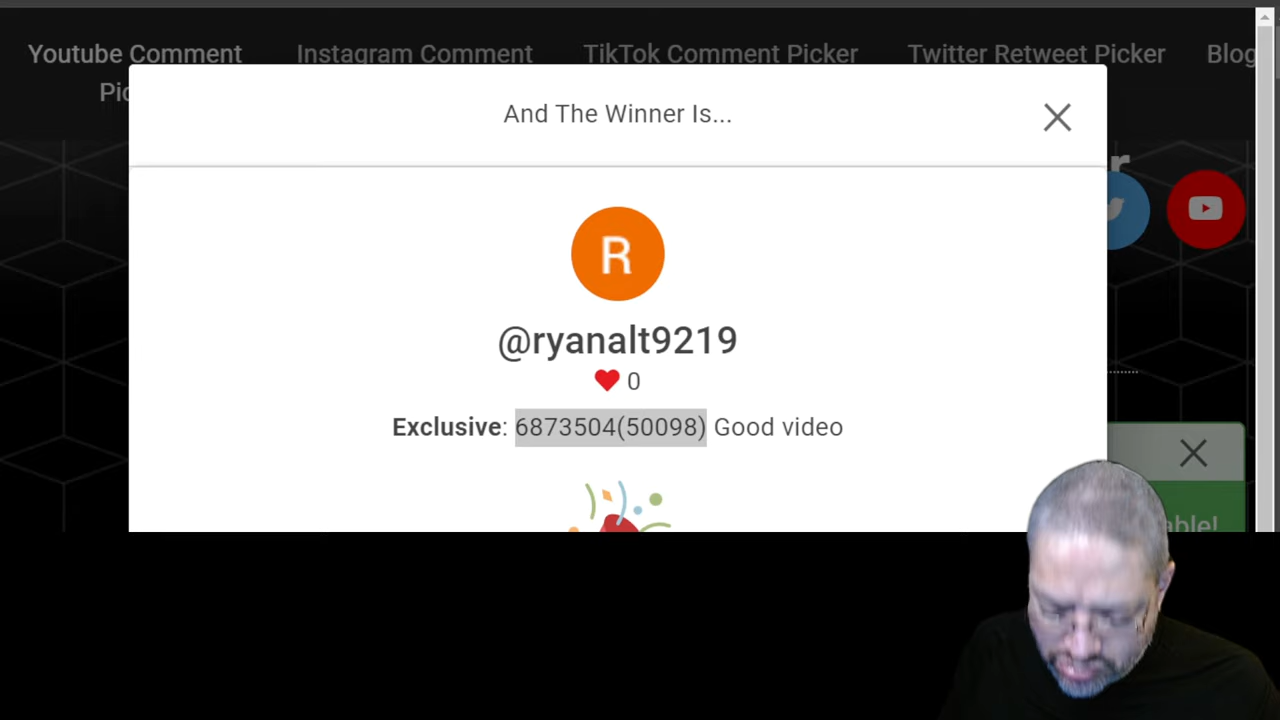 Youtube Comment Instagram Comment TikTok Comment Picker Twitter Retweet Picker Blog
Pic
And The Winner Is...
r
R
@ryanalt9219
0
Exclusive: 6873504(50098) Good video
able!